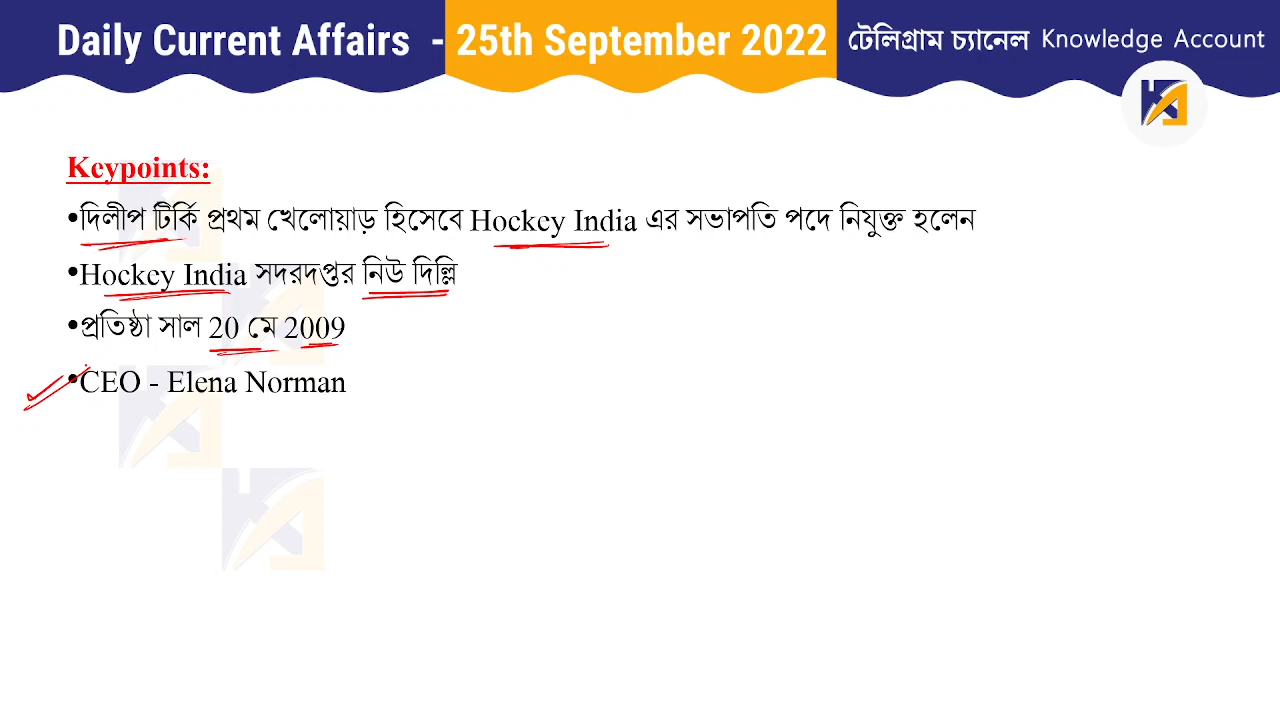 Daily Current Affairs - 25th September 2022 টেলিগ্রাম চ্যানেল Knowledge Account
Keypoints:
•দিলীপ টির্কি প্রথম খেলোয়াড় হিসেবে Hockey India এর সভাপতি পদে নিযুক্ত হলেন
•Hockey India সদরদপ্তর নিউ দিল্লি
•প্রতিষ্ঠা সাল 20 মে 2009
•CEO - Elena Norman